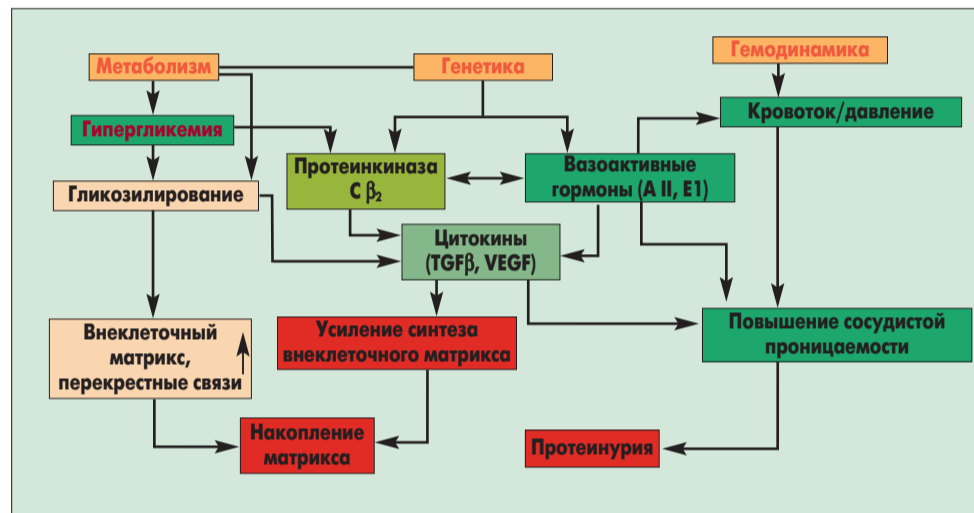 Метаболизм
Генетика
Гемодинамика
Гипергликемия
Кровоток/давление
Протеинкиназа
C β₂
Вазоактивные
гормоны (A II, E1)
Гликозилирование
Цитокины
(TGFβ, VEGF)
Внеклеточный
матрикс,
перекрестные связи
Усиление синтеза
внеклеточного матрикса
Повышение сосудистой
проницаемости
Накопление
матрикса
Протеинурия